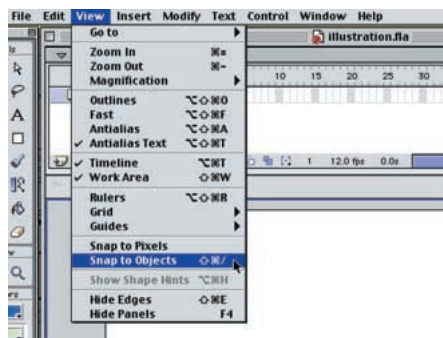 File Edit View Insert Modify Text Control Window Help
illustration.fla
Go to
Zoom In ⌘=
Zoom Out ⌘-
Magnification
10 15 20 25 30
Outlines ⌥⇧⌘O
Fast ⌥⇧⌘F
Antialias ⌥⇧⌘A
✓ Antialias Text ⌥⇧⌘T
✓ Timeline ⌥⌘T
1 12.0 fps 0.0s
✓ Work Area ⇧⌘W
Rulers ⌥⇧⌘R
Grid
Guides
Snap to Pixels
Snap to Objects ⇧⌘/
Show Shape Hints ⌥⌘H
Hide Edges ⇧⌘E
Hide Panels F4